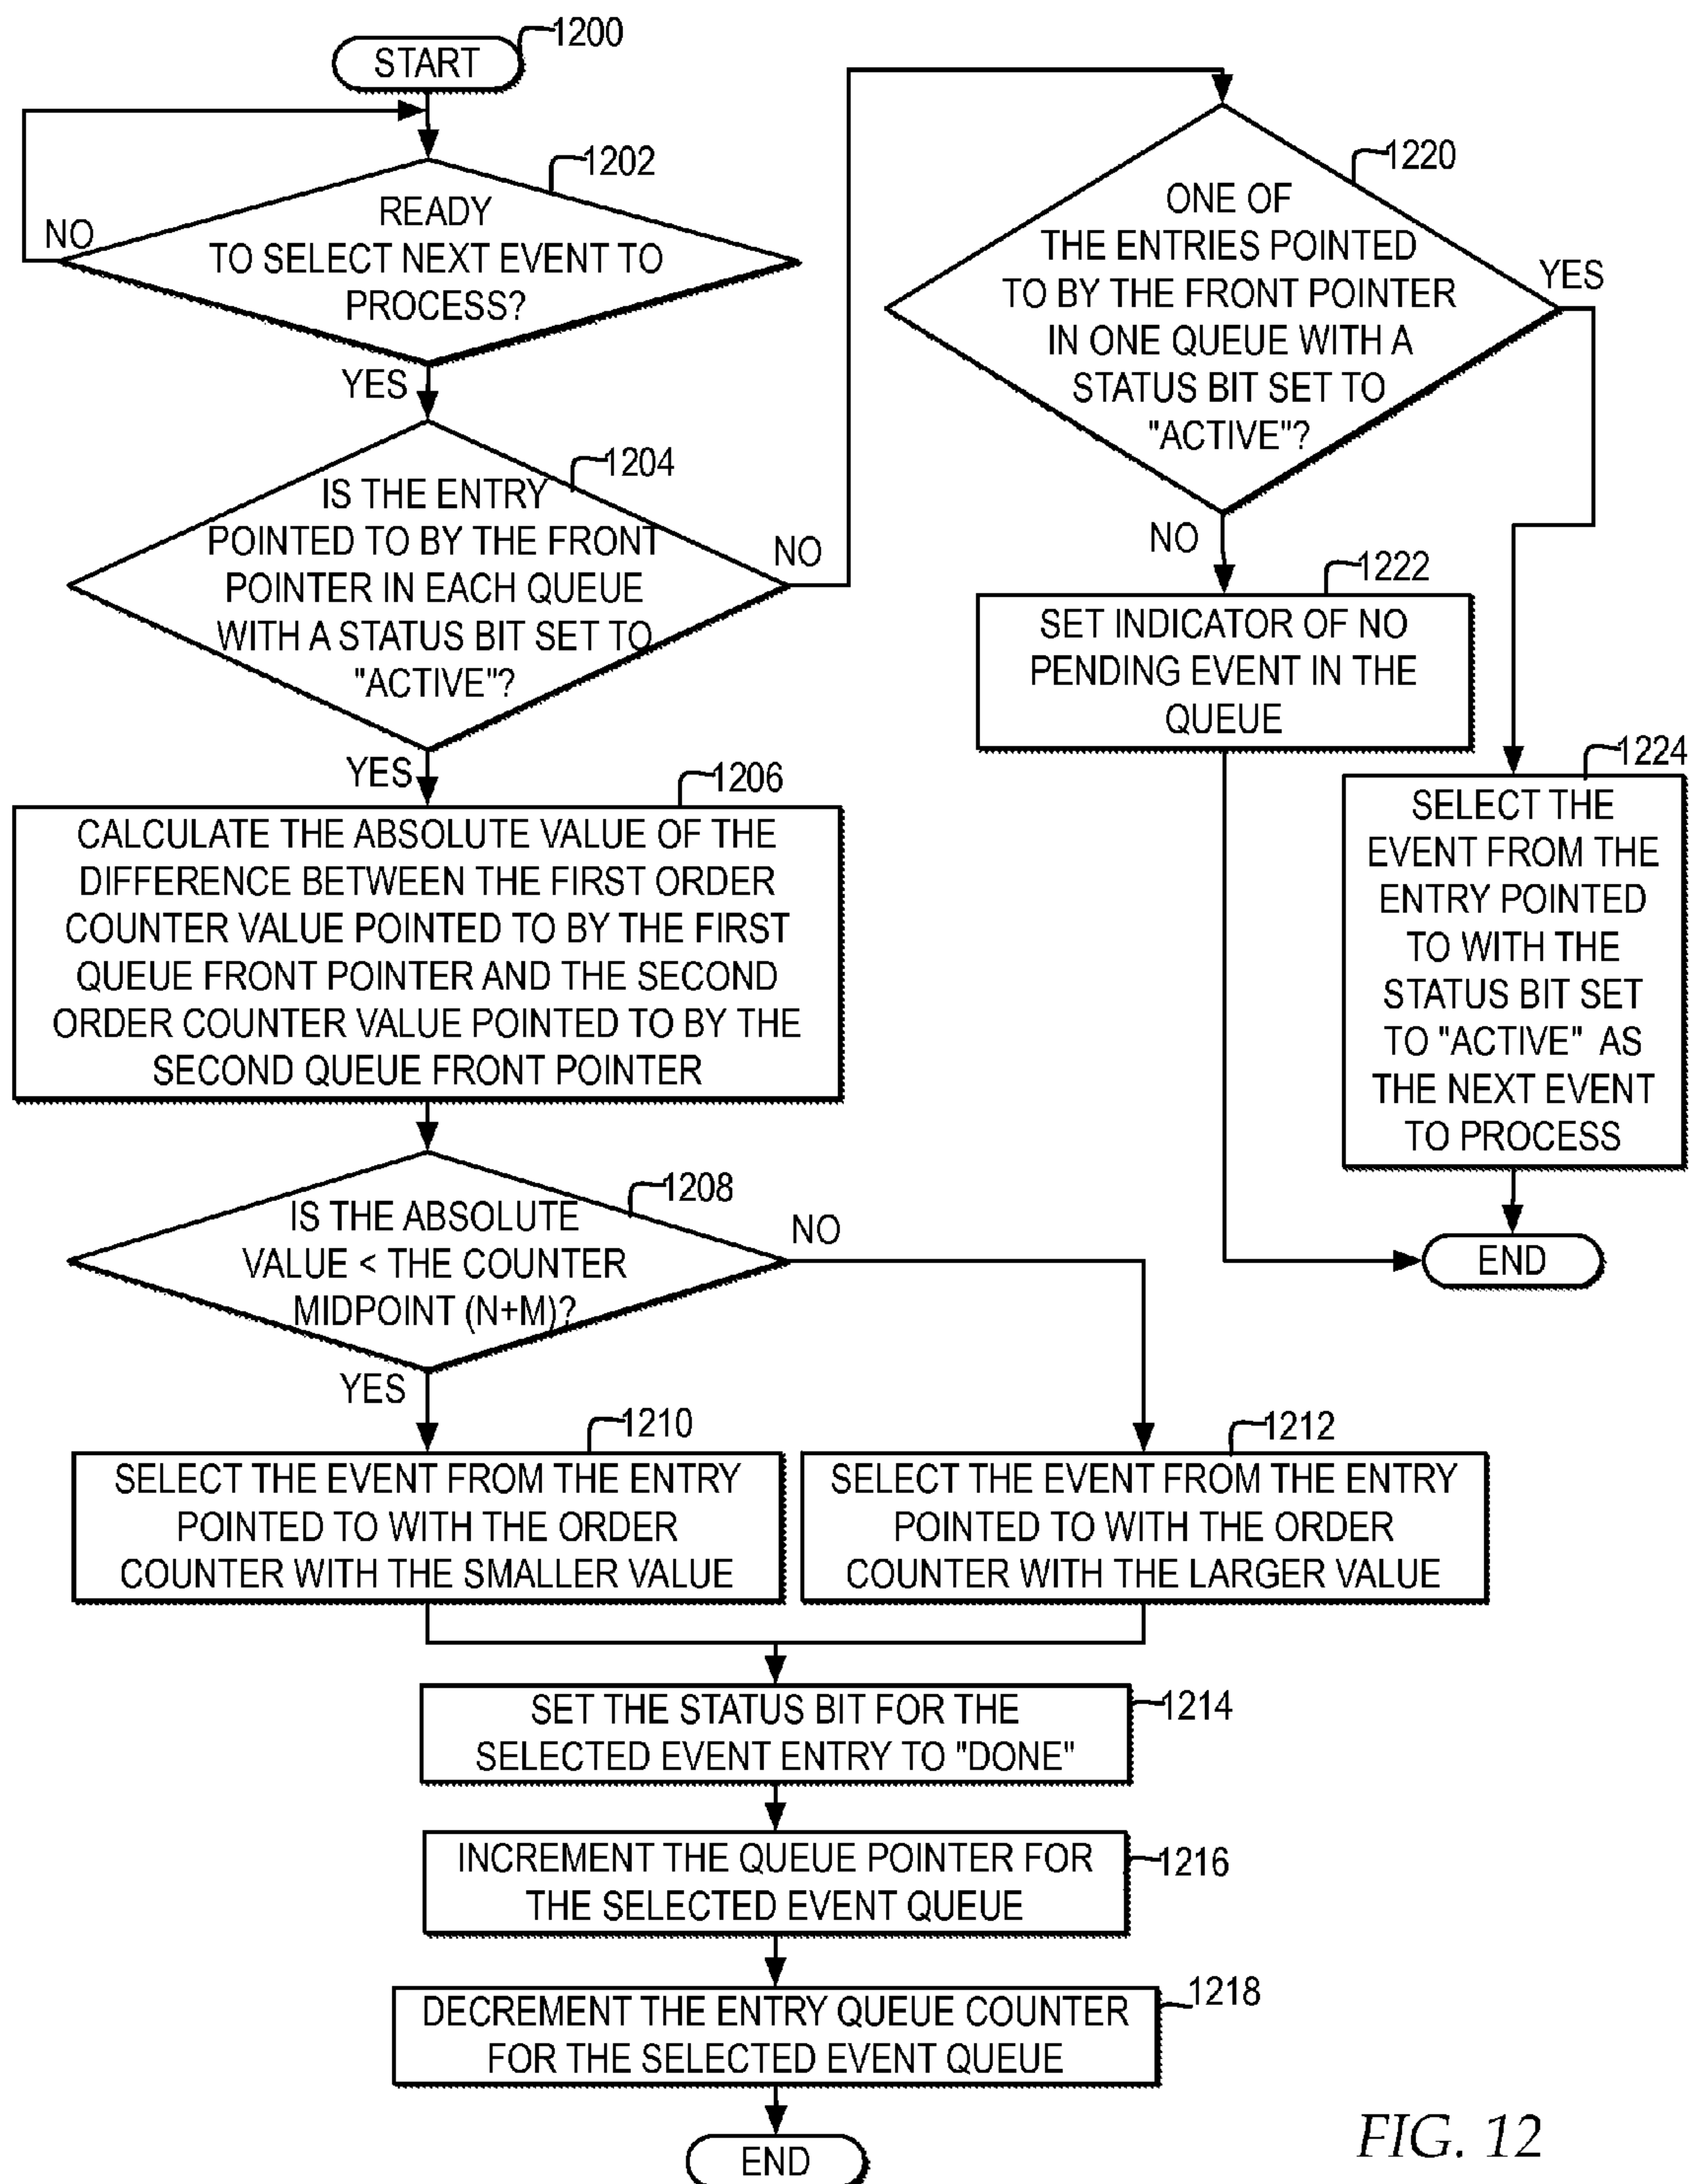 START
1200
1202
READY
TO SELECT NEXT EVENT TO
PROCESS?
NO
YES
1204
IS THE ENTRY
POINTED TO BY THE FRONT
POINTER IN EACH QUEUE
WITH A STATUS BIT SET TO
"ACTIVE"?
NO
YES
1206
CALCULATE THE ABSOLUTE VALUE OF THE
DIFFERENCE BETWEEN THE FIRST ORDER
COUNTER VALUE POINTED TO BY THE FIRST
QUEUE FRONT POINTER AND THE SECOND
ORDER COUNTER VALUE POINTED TO BY THE
SECOND QUEUE FRONT POINTER
1208
IS THE ABSOLUTE
VALUE < THE COUNTER
MIDPOINT (N+M)?
NO
YES
1210
SELECT THE EVENT FROM THE ENTRY
POINTED TO WITH THE ORDER
COUNTER WITH THE SMALLER VALUE
1212
SELECT THE EVENT FROM THE ENTRY
POINTED TO WITH THE ORDER
COUNTER WITH THE LARGER VALUE
SET THE STATUS BIT FOR THE
SELECTED EVENT ENTRY TO "DONE"
1214
INCREMENT THE QUEUE POINTER FOR
THE SELECTED EVENT QUEUE
1216
DECREMENT THE ENTRY QUEUE COUNTER
FOR THE SELECTED EVENT QUEUE
1218
END
1220
ONE OF
THE ENTRIES POINTED
TO BY THE FRONT POINTER
IN ONE QUEUE WITH A
STATUS BIT SET TO
"ACTIVE"?
YES
NO
1222
SET INDICATOR OF NO
PENDING EVENT IN THE
QUEUE
1224
SELECT THE
EVENT FROM THE
ENTRY POINTED
TO WITH THE
STATUS BIT SET
TO "ACTIVE" AS
THE NEXT EVENT
TO PROCESS
END
FIG. 12